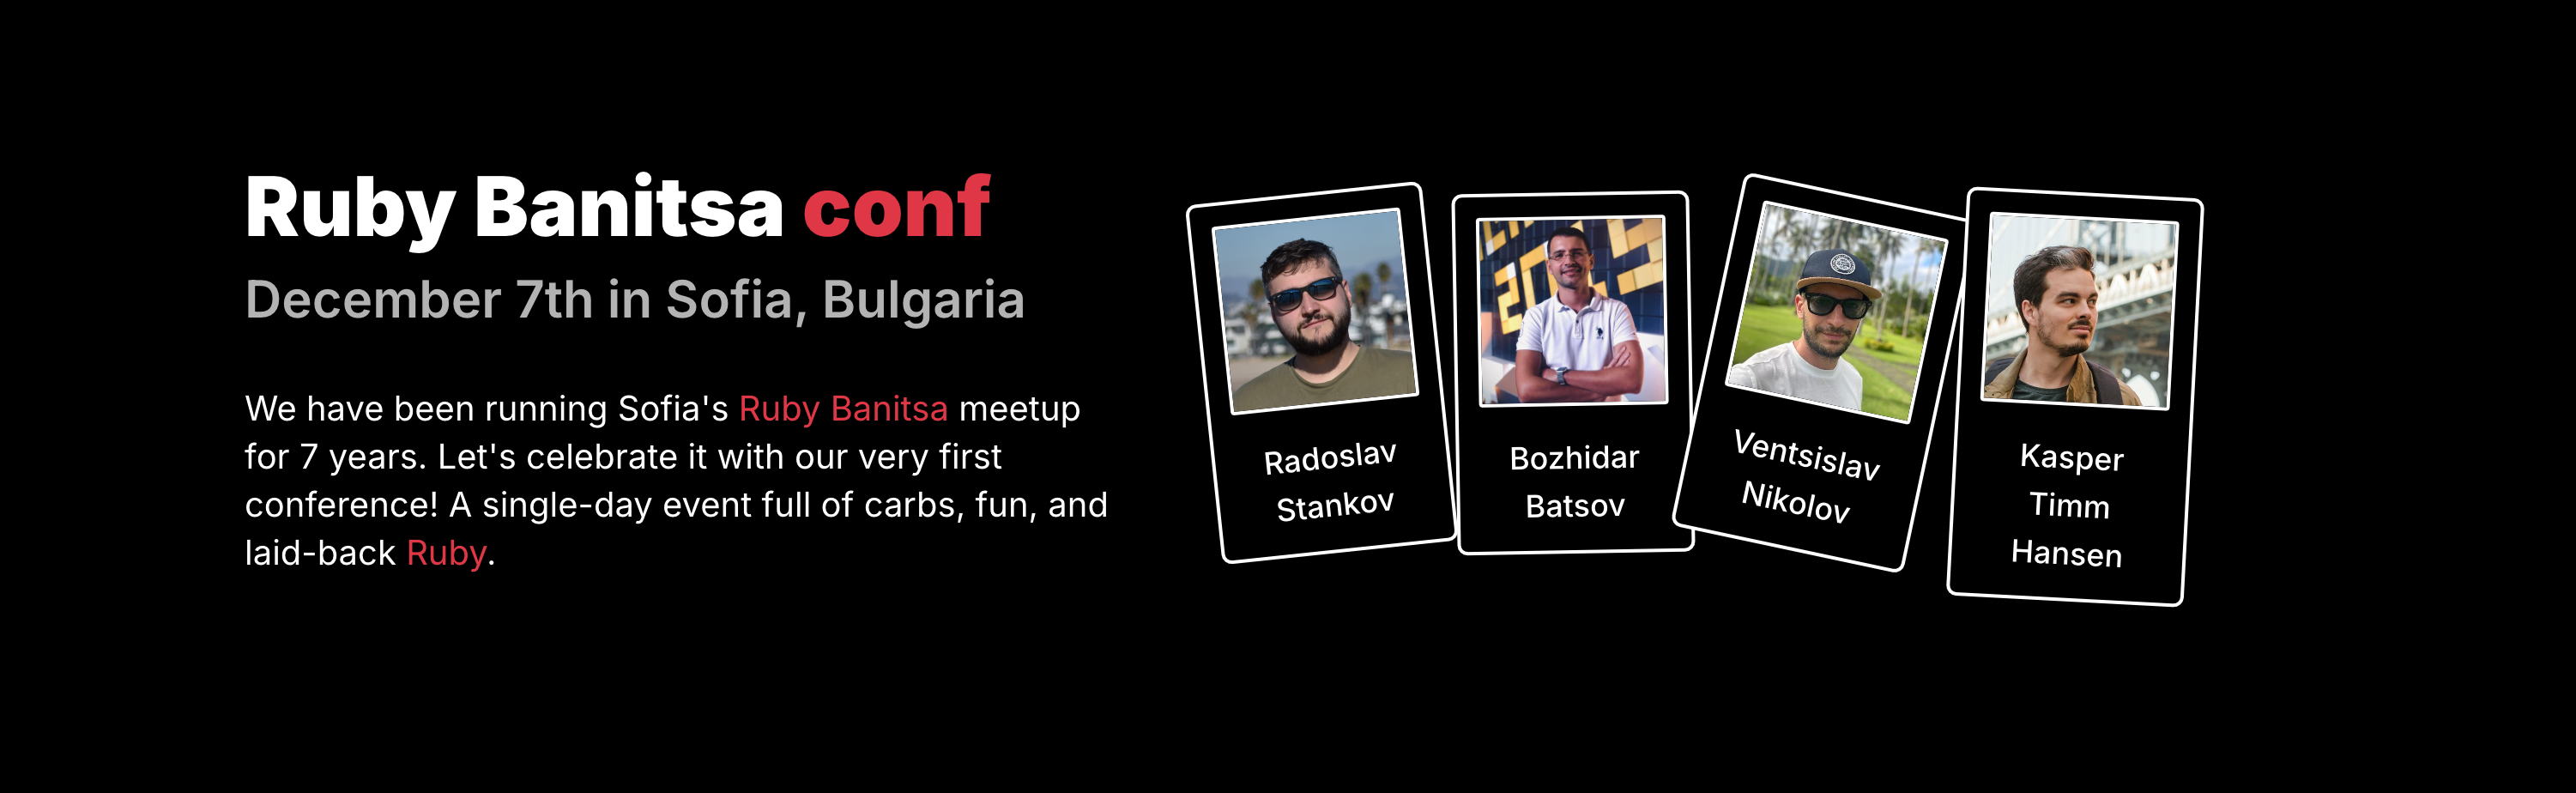 Ruby Banitsa conf
December 7th in Sofia, Bulgaria
We have been running Sofia's Ruby Banitsa meetup
for 7 years. Let's celebrate it with our very first
conference! A single-day event full of carbs, fun, and
laid-back Ruby.
Radoslav
Stankov
Bozhidar
Batsov
Ventsislav
Nikolov
Kasper
Timm
Hansen